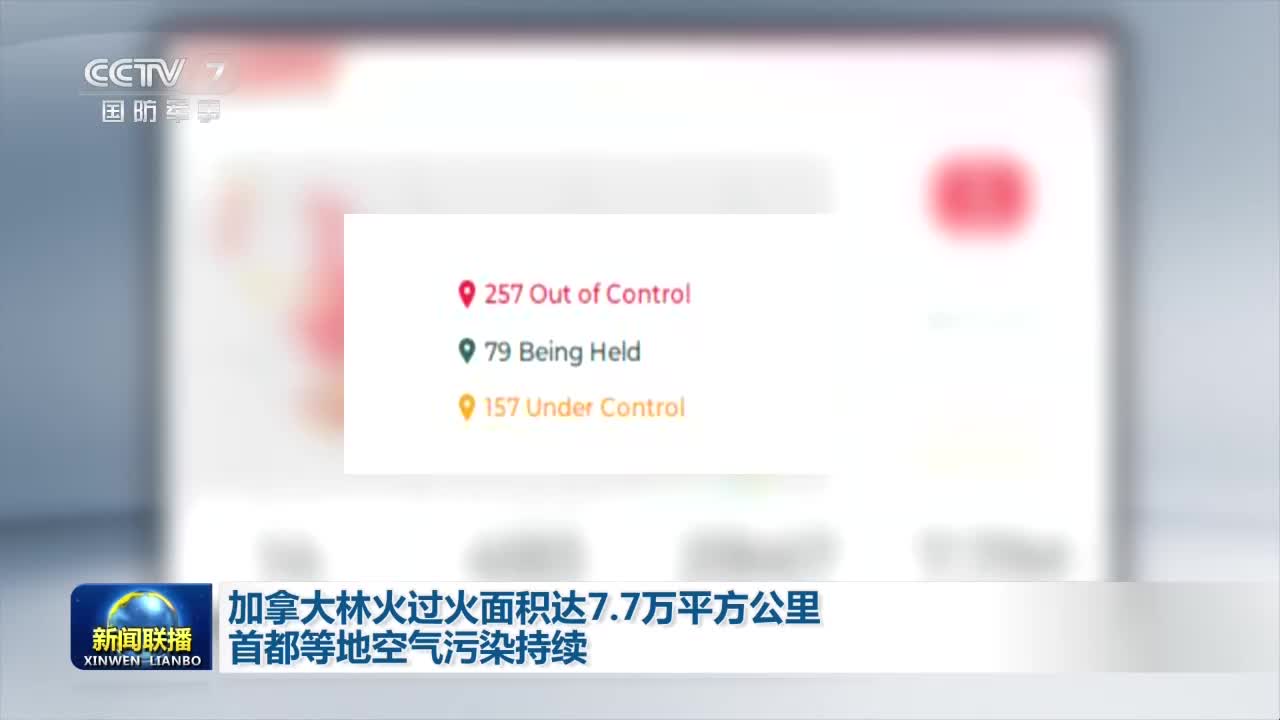 CCTV 7
国防军事
257 Out of Control
79 Being Held
157 Under Control
加拿大林火过火面积达7.7万平方公里
首都等地空气污染持续
新闻联播
XINWEN LIANBO